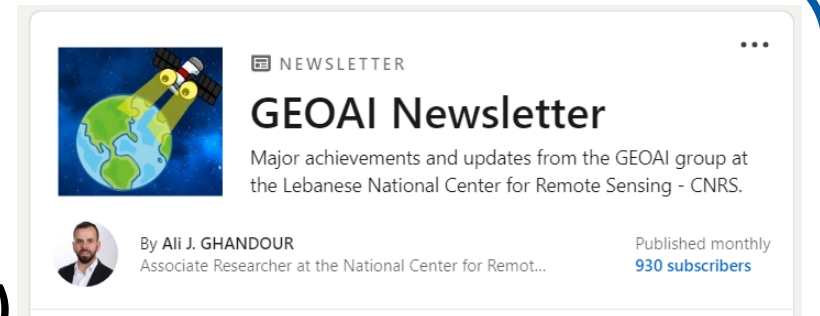 NEWSLETTER
GEOAI Newsletter
Major achievements and updates from the GEOAI group at
the Lebanese National Center for Remote Sensing - CNRS.
By Ali J. GHANDOUR
Associate Researcher at the National Center for Remot...
Published monthly
930 subscribers
)